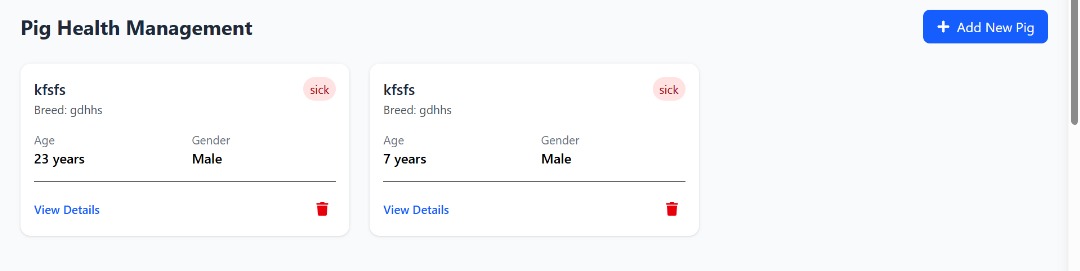 Pig Health Management
Add New Pig
kfsfs
sick
Breed: gdhhs
Age
Gender
23 years
Male
View Details
kfsfs
sick
Breed: gdhhs
Age
Gender
7 years
Male
View Details